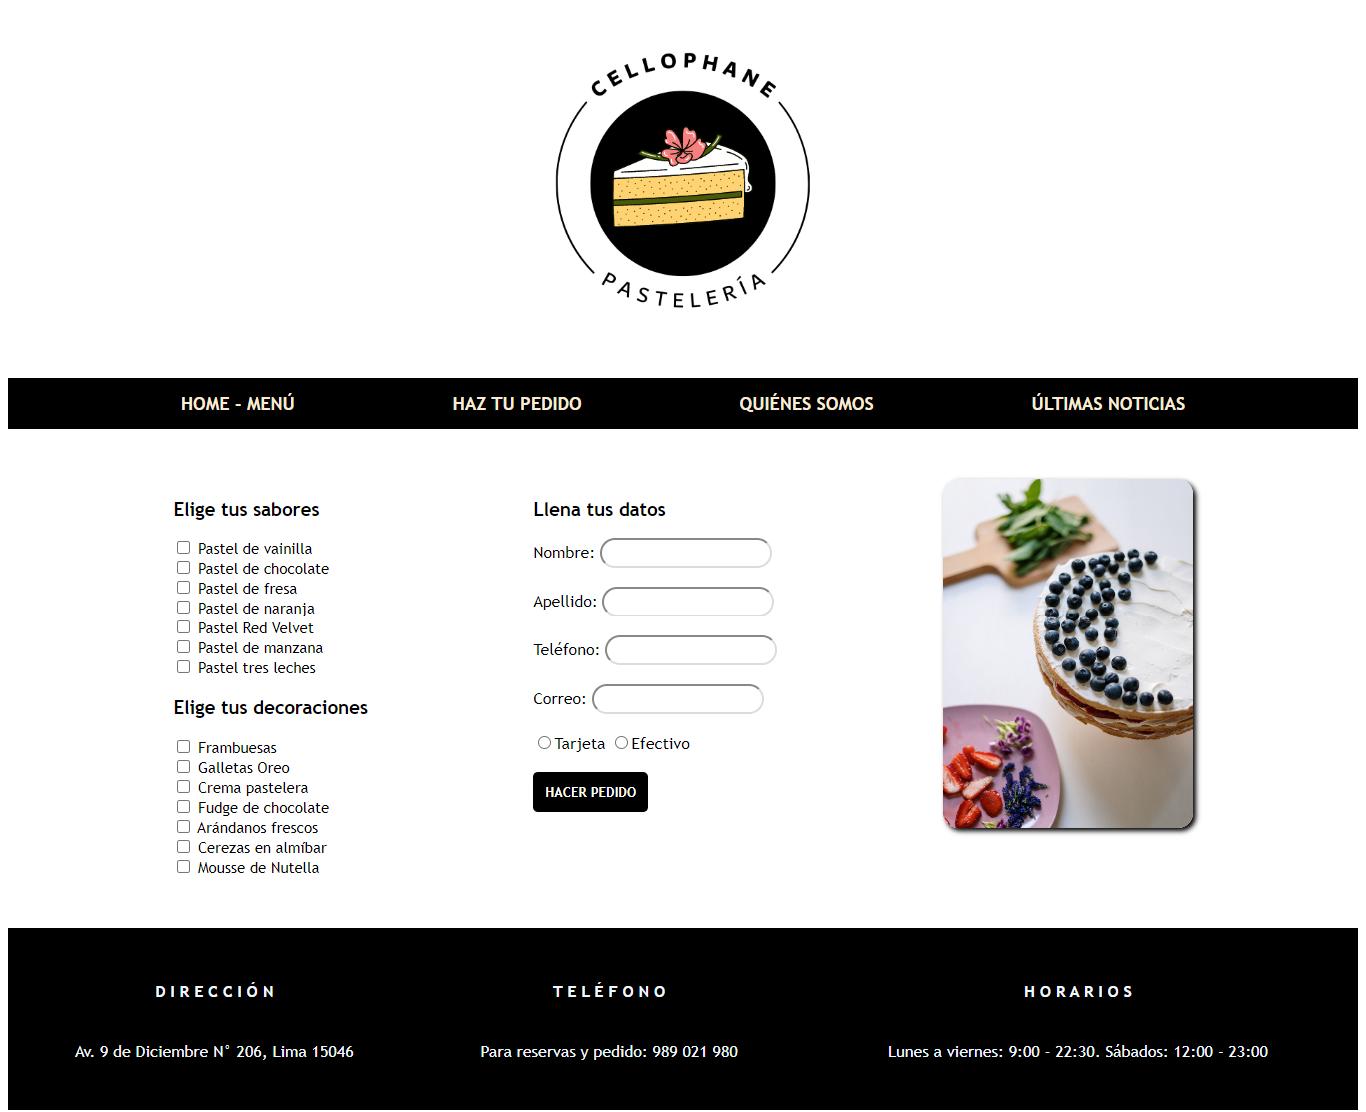 CELLOPHANE
PASTELERÍA
HOME - MENÚ
HAZ TU PEDIDO
QUIÉNES SOMOS
ÚLTIMAS NOTICIAS
Elige tus sabores
Pastel de vainilla
Pastel de chocolate
Pastel de fresa
Pastel de naranja
Pastel Red Velvet
Pastel de manzana
Pastel tres leches
Elige tus decoraciones
Frambuesas
Galletas Oreo
Crema pastelera
Fudge de chocolate
Arándanos frescos
Cerezas en almíbar
Mousse de Nutella
Llena tus datos
Nombre:
Apellido:
Teléfono:
Correo:
Tarjeta Efectivo
HACER PEDIDO
DIRECCIÓN
Av. 9 de Diciembre N° 206, Lima 15046
TELÉFONO
Para reservas y pedido: 989 021 980
HORARIOS
Lunes a viernes: 9:00 - 22:30. Sábados: 12:00 - 23:00